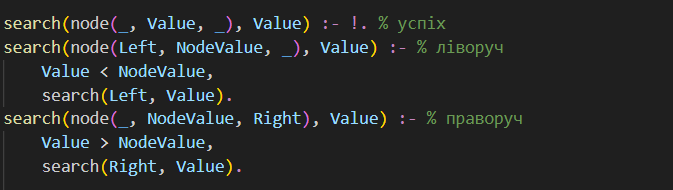 search(node(_, Value, _), Value) :- !. % успіх
search(node(Left, NodeValue, _), Value) :- % ліворуч
    Value < NodeValue,
    search(Left, Value).
search(node(_, NodeValue, Right), Value) :- % праворуч
    Value > NodeValue,
    search(Right, Value).